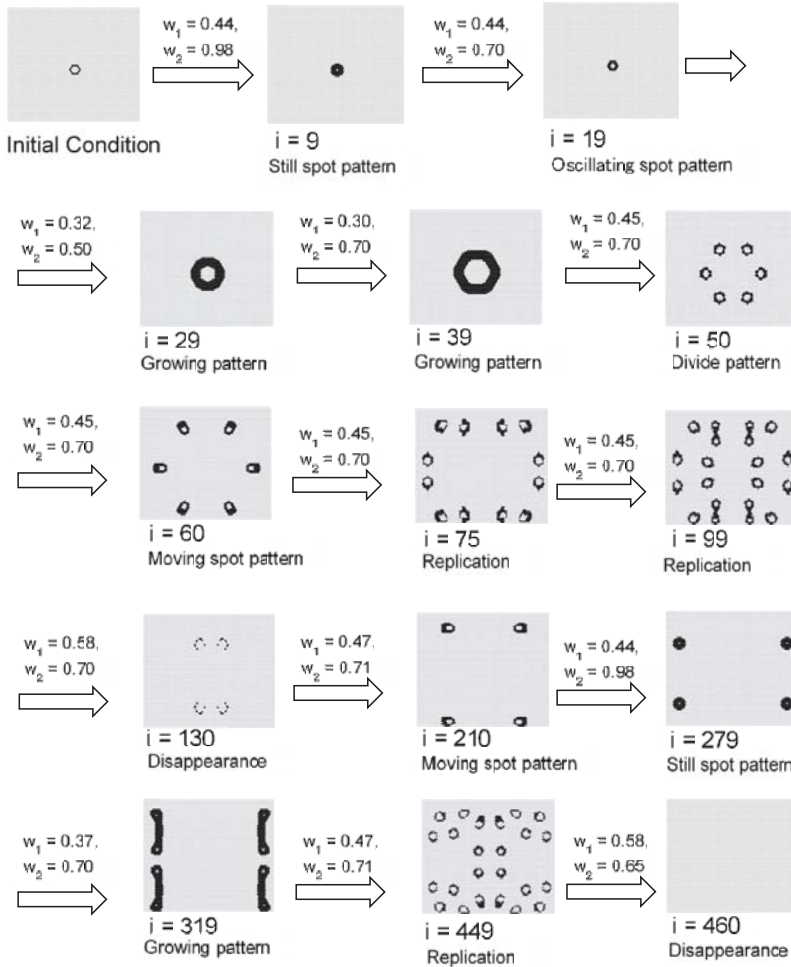 w1 = 0.44,
w2 = 0.98
w1 = 0.44,
w2 = 0.70
Initial Condition
i = 9
Still spot pattern
i = 19
Oscillating spot pattern
w1 = 0.32,
w2 = 0.50
w1 = 0.30,
w2 = 0.70
w1 = 0.45,
w2 = 0.70
i = 29
Growing pattern
i = 39
Growing pattern
i = 50
Divide pattern
w1 = 0.45,
w2 = 0.70
w1 = 0.45,
w2 = 0.70
w1 = 0.45,
w2 = 0.70
i = 60
Moving spot pattern
i = 75
Replication
i = 99
Replication
w1 = 0.58,
w2 = 0.70
w1 = 0.47,
w2 = 0.71
w1 = 0.44,
w2 = 0.98
i = 130
Disappearance
i = 210
Moving spot pattern
i = 279
Still spot pattern
w1 = 0.37,
w2 = 0.70
w1 = 0.47,
w2 = 0.71
w1 = 0.58,
w2 = 0.65
i = 319
Growing pattern
i = 449
Replication
i = 460
Disappearance